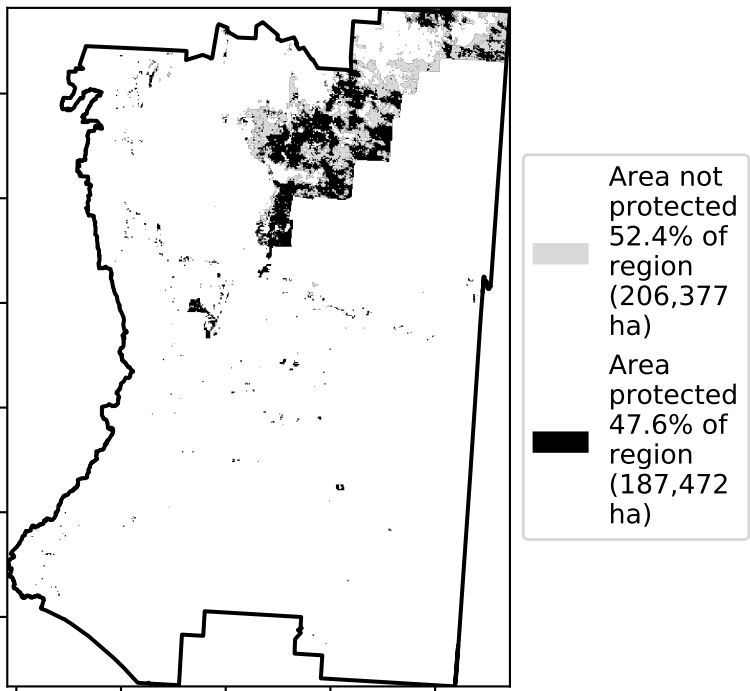 Area not
protected
52.4% of
region
(206,377
ha)
Area
protected
47.6% of
region
(187,472
ha)